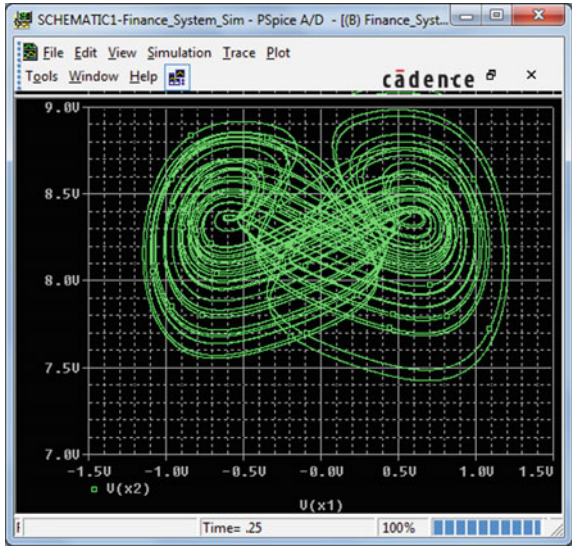 SCHEMATIC1-Finance_System_Sim - PSpice A/D - [(B) Finance_Syst...
File Edit View Simulation Trace Plot
Tools Window Help
cādence
9.0V
8.5V
8.0V
7.5V
7.0V
-1.5V -1.0V -0.5V -0.0V 0.5V 1.0V 1.5V
V(x2)
V(x1)
F Time= .25 100%